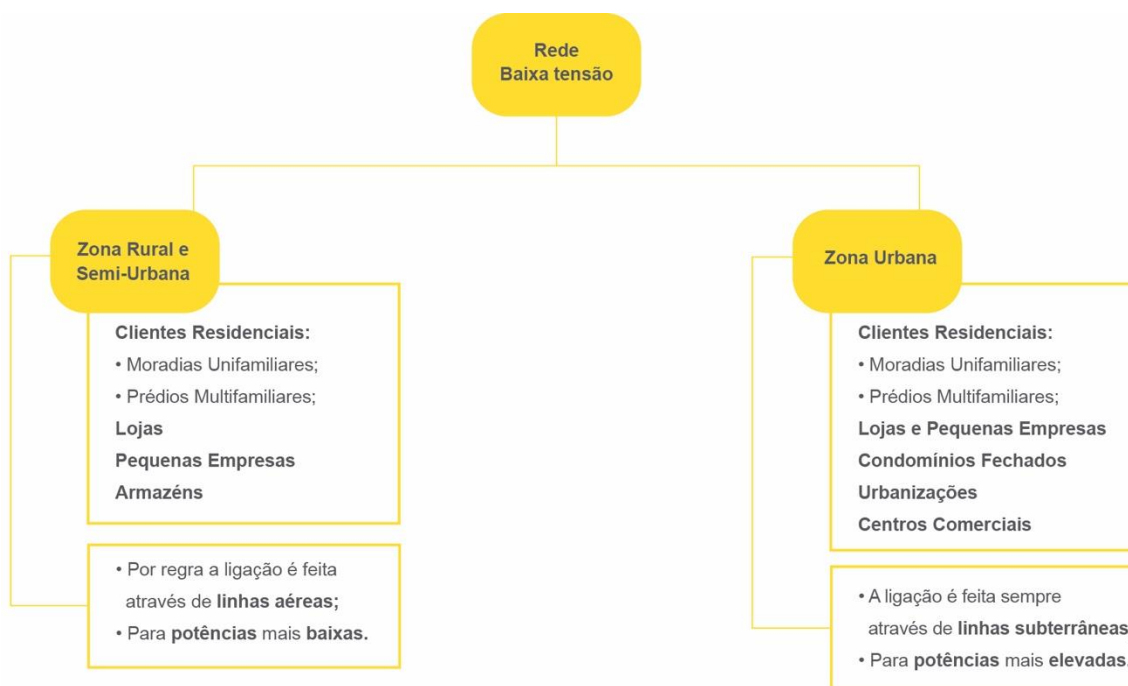 Rede
Baixa tensão
Zona Rural e
Semi-Urbana
Clientes Residenciais:
• Moradias Unifamiliares;
• Prédios Multifamiliares;
Lojas
Pequenas Empresas
Armazéns
• Por regra a ligação é feita
através de linhas aéreas;
• Para potências mais baixas.
Zona Urbana
Clientes Residenciais:
• Moradias Unifamiliares;
• Prédios Multifamiliares;
Lojas e Pequenas Empresas
Condomínios Fechados
Urbanizações
Centros Comerciais
• A ligação é feita sempre
através de linhas subterrâneas
• Para potências mais elevadas.